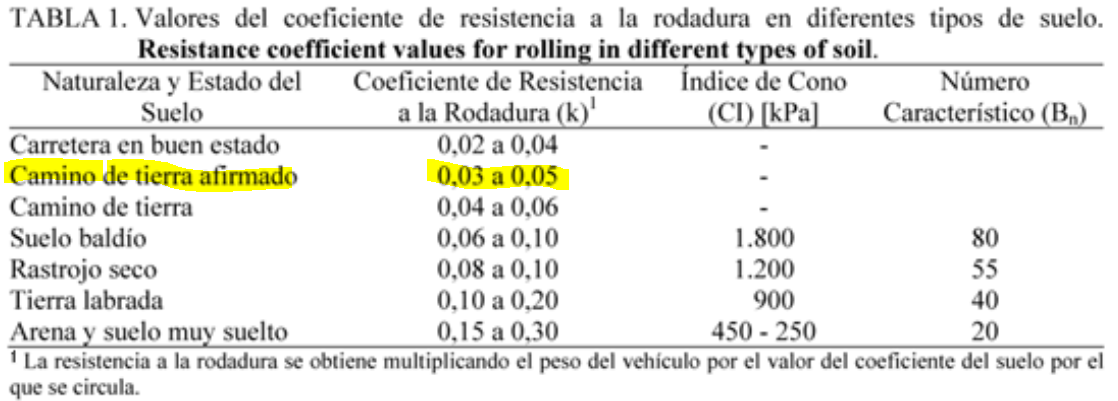 TABLA 1. Valores del coeficiente de resistencia a la rodadura en diferentes tipos de suelo.
Resistance coefficient values for rolling in different types of soil.
Naturaleza y Estado del Suelo Coeficiente de Resistencia a la Rodadura (k)¹ Índice de Cono (CI) [kPa] Número Característico (Bn)
Carretera en buen estado 0,02 a 0,04 -
Camino de tierra afirmado 0,03 a 0,05 -
Camino de tierra 0,04 a 0,06 -
Suelo baldío 0,06 a 0,10 1.800 80
Rastrojo seco 0,08 a 0,10 1.200 55
Tierra labrada 0,10 a 0,20 900 40
Arena y suelo muy suelto 0,15 a 0,30 450 - 250 20
¹ La resistencia a la rodadura se obtiene multiplicando el peso del vehículo por el valor del coeficiente del suelo por el
que se circula.